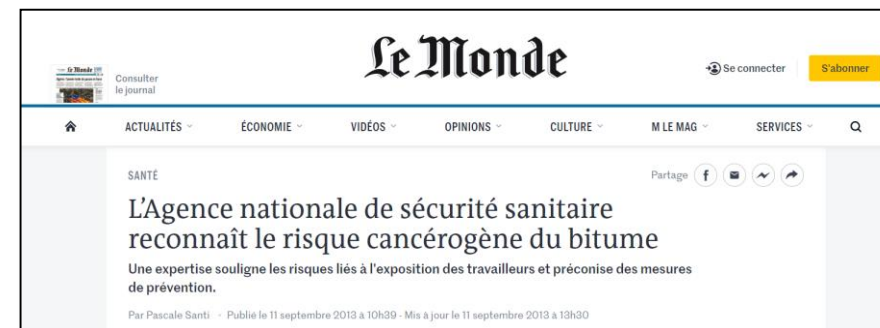 Le Monde
Consulter
le journal
Se connecter
S'abonner
ACTUALITÉS ÉCONOMIE VIDÉOS OPINIONS CULTURE M LE MAG SERVICES
SANTÉ
Partage
L'Agence nationale de sécurité sanitaire
reconnaît le risque cancérogène du bitume
Une expertise souligne les risques liés à l'exposition des travailleurs et préconise des mesures
de prévention.
Par Pascale Santi · Publié le 11 septembre 2013 à 10h39 - Mis à jour le 11 septembre 2013 à 13h30